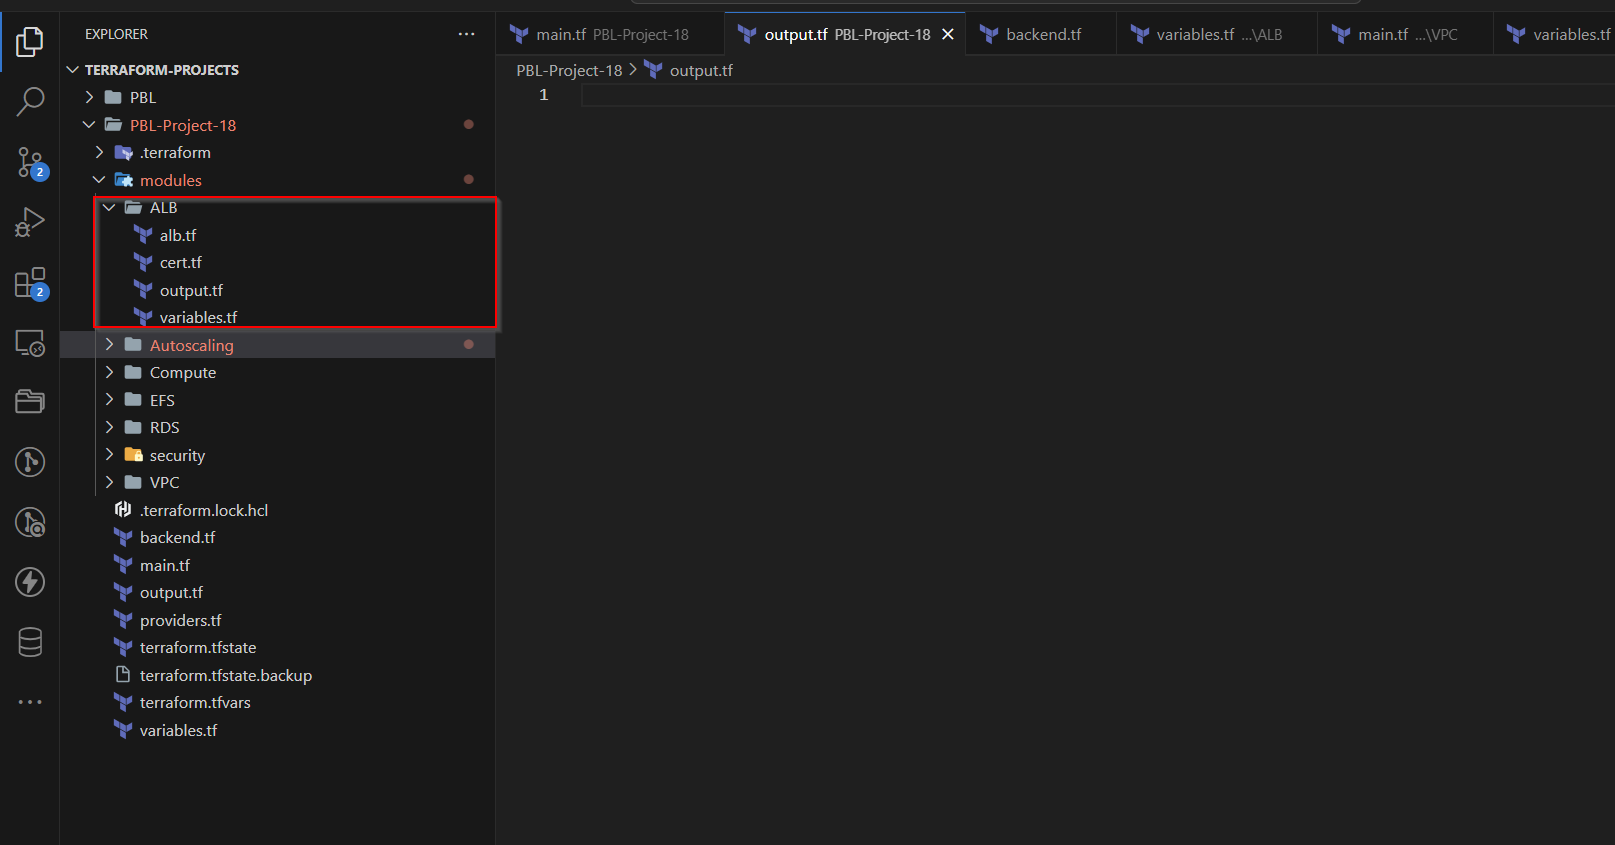 EXPLORER
TERRAFORM-PROJECTS
PBL
PBL-Project-18
.terraform
modules
ALB
alb.tf
cert.tf
output.tf
variables.tf
Autoscaling
Compute
EFS
RDS
security
VPC
.terraform.lock.hcl
backend.tf
main.tf
output.tf
providers.tf
terraform.tfstate
terraform.tfstate.backup
terraform.tfvars
variables.tf
2
2
main.tf PBL-Project-18 output.tf PBL-Project-18 backend.tf variables.tf ...\ALB main.tf ...\VPC variables.tf
PBL-Project-18 > output.tf
1